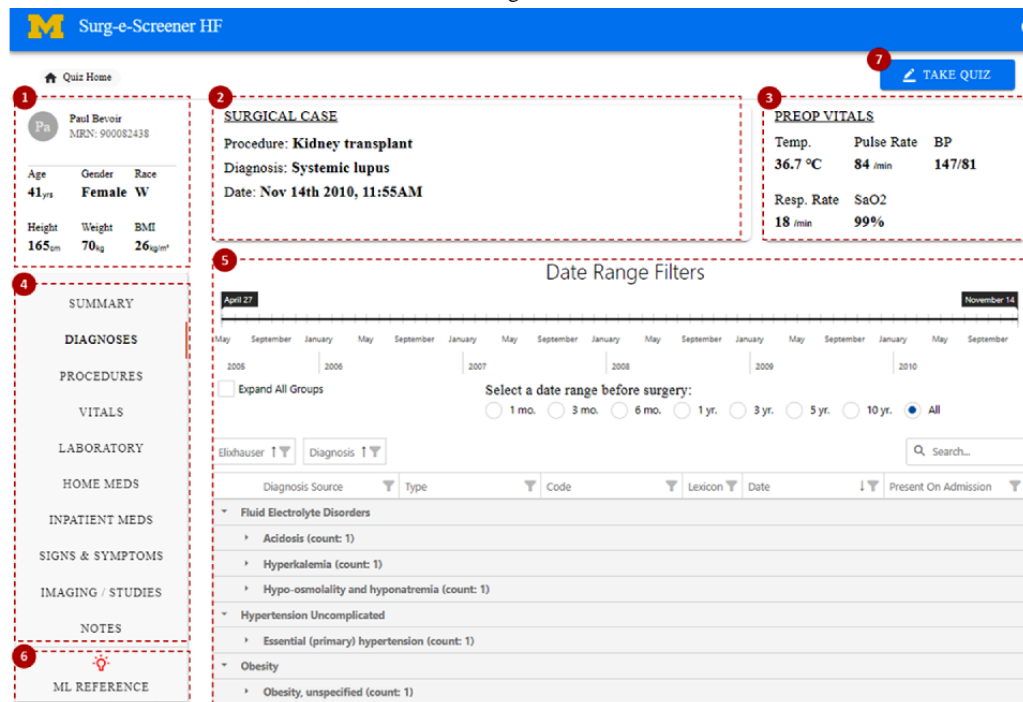 M Surg-e-Screener HF
Quiz Home
7
TAKE QUIZ
1
Pa
Paul Bevoir
MRN: 900082438
Age Gender Race
41yrs Female W
Height Weight BMI
165cm 70kg 26kg/m²
2
SURGICAL CASE
Procedure: Kidney transplant
Diagnosis: Systemic lupus
Date: Nov 14th 2010, 11:55AM
3
PREOP VITALS
Temp. Pulse Rate BP
36.7 °C 84 /min 147/81
Resp. Rate SaO2
18 /min 99%
4
SUMMARY
DIAGNOSES
PROCEDURES
VITALS
LABORATORY
HOME MEDS
INPATIENT MEDS
SIGNS & SYMPTOMS
IMAGING / STUDIES
NOTES
6
ML REFERENCE
5
Date Range Filters
April 27 November 14
May September January May September January May September January May September January May September January May September
2005 2006 2007 2008 2009 2010
Expand All Groups
Select a date range before surgery:
1 mo. 3 mo. 6 mo. 1 yr. 3 yr. 5 yr. 10 yr. All
Elixhauser Diagnosis Search...
Diagnosis Source Type Code Lexicon Date Present On Admission
Fluid Electrolyte Disorders
Acidosis (count: 1)
Hyperkalemia (count: 1)
Hypo-osmolality and hyponatremia (count: 1)
Hypertension Uncomplicated
Essential (primary) hypertension (count: 1)
Obesity
Obesity, unspecified (count: 1)